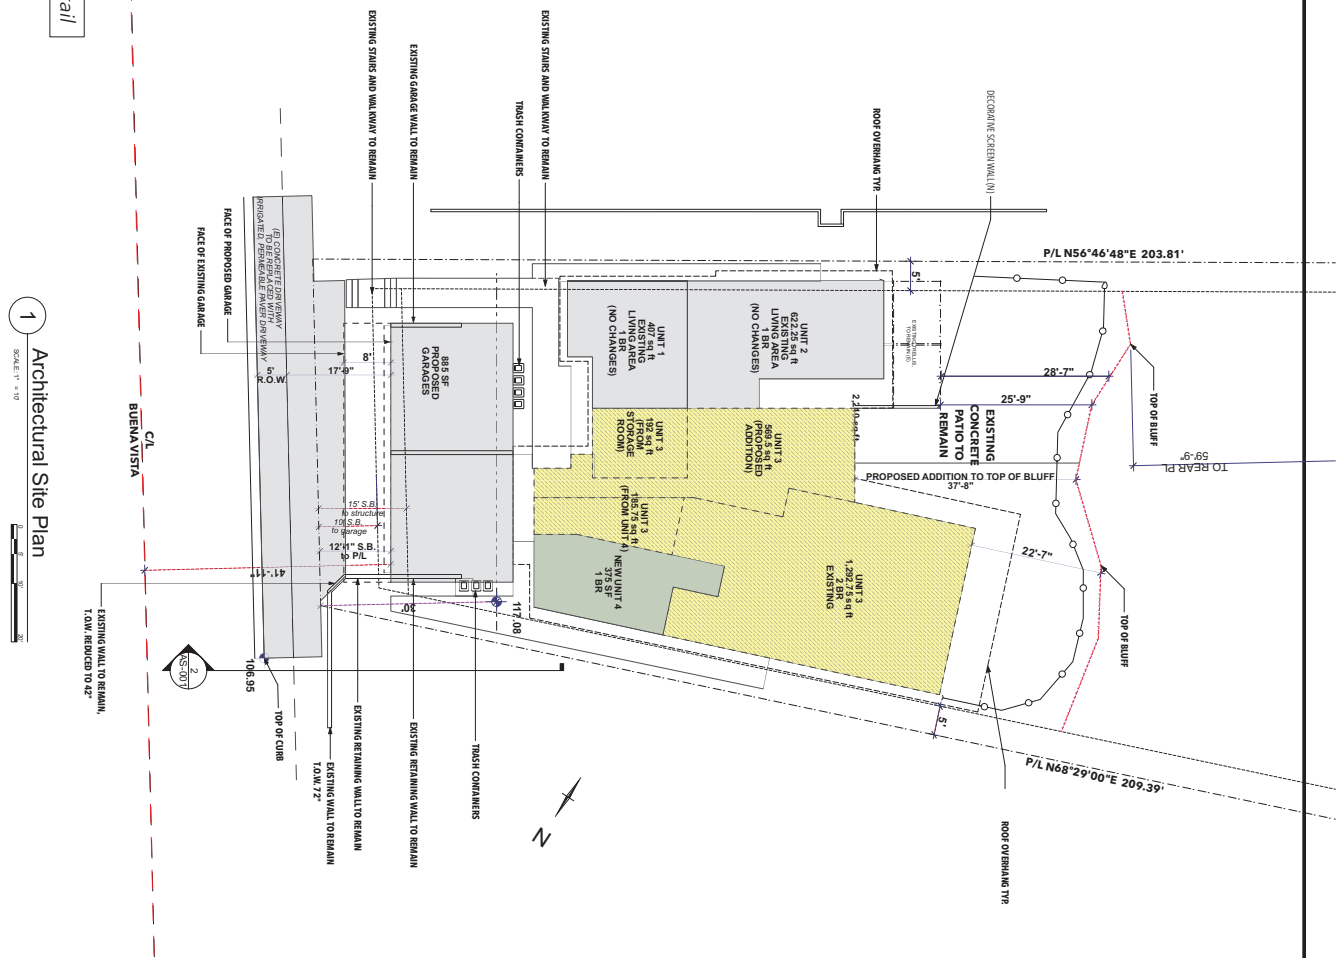 ail
EXISTING STAIRS AND WALKWAY TO REMAIN
EXISTING GARAGE WALL TO REMAIN
EXISTING STAIRS AND WALKWAY TO REMAIN
TRASH CONTAINERS
ROOF OVERHANG TYP.
DECORATIVE SCREEN WALL (N)
P/L N56°46'48"E 203.81'
5'
FACE OF PROPOSED GARAGE
FACE OF EXISTING GARAGE
(E) CONCRETE DRIVEWAY
TO BE REPLACED WITH
IRRIGATED, PERMEABLE PAVER DRIVEWAY
5'
R.O.W.
17'-9"
8'
885 SF
PROPOSED
GARAGES
UNIT 1
407 sq ft
EXISTING
LIVING AREA
(NO CHANGES)
UNIT 2
622.25 sq ft
EXISTING
LIVING AREA
1 BR
(NO CHANGES)
28'-7"
25'-9"
EXISTING
CONCRETE
PATIO TO
REMAIN
TOP OF BLUFF
TO REAR PL
59'-9"
UNIT 3
192 sq ft
(FROM
STORAGE
ROOM)
UNIT 3
569.5 sq ft
(PROPOSED
ADDITION)
PROPOSED ADDITION TO TOP OF BLUFF
37'-8"
UNIT 3
185.75 sq ft
(FROM UNIT 4)
NEW UNIT 4
375 SF
1 BR
UNIT 3
1,292.75 sq ft
2 BR
EXISTING
22'-7"
TOP OF BLUFF
15' S.B.
to structure
10' S.B.
to garage
12'-1" S.B.
to P/L
41'-11"
30'
117.08
106.95
2
AS-001
TOP OF CURB
C/L
BUENA VISTA
EXISTING WALL TO REMAIN,
T.O.W. REDUCED TO 42"
EXISTING WALL TO REMAIN
T.O.W. 72"
EXISTING RETAINING WALL TO REMAIN
EXISTING RETAINING WALL TO REMAIN
TRASH CONTAINERS
N
5'
P/L N68°29'00"E 209.39'
ROOF OVERHANG TYP.
1
Architectural Site Plan
SCALE: 1" = 10'
0
5'
10'
20'